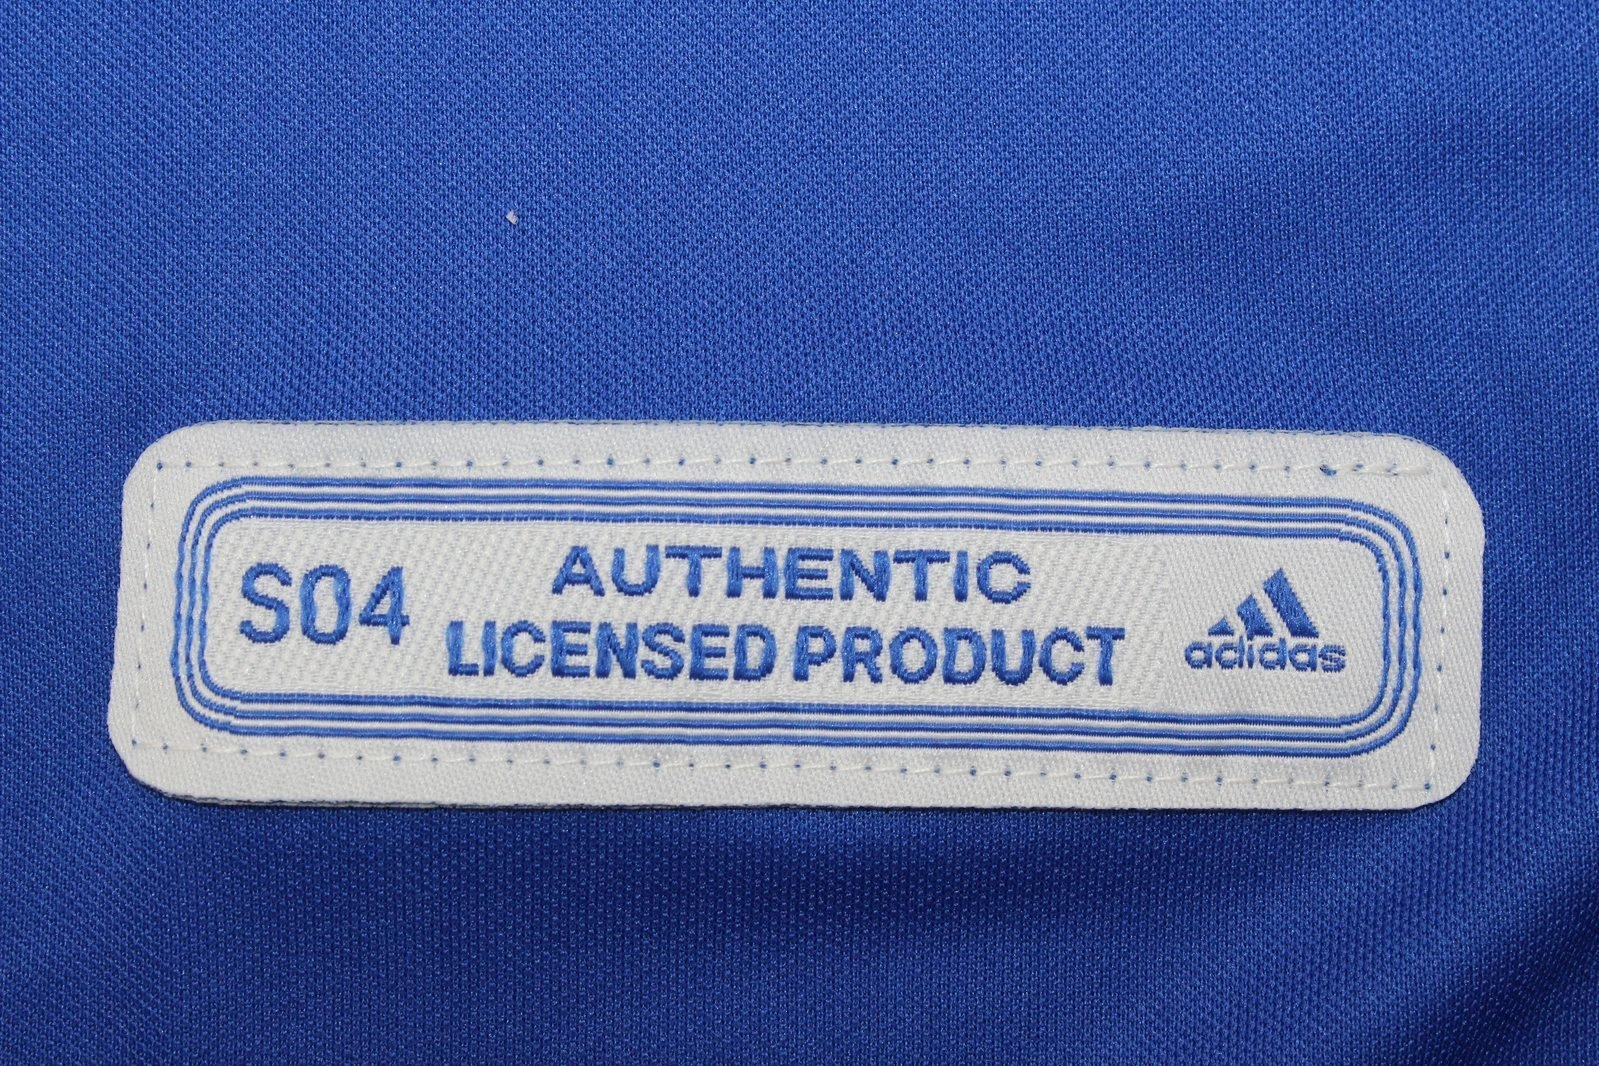 S04
AUTHENTIC
LICENSED PRODUCT
adidas